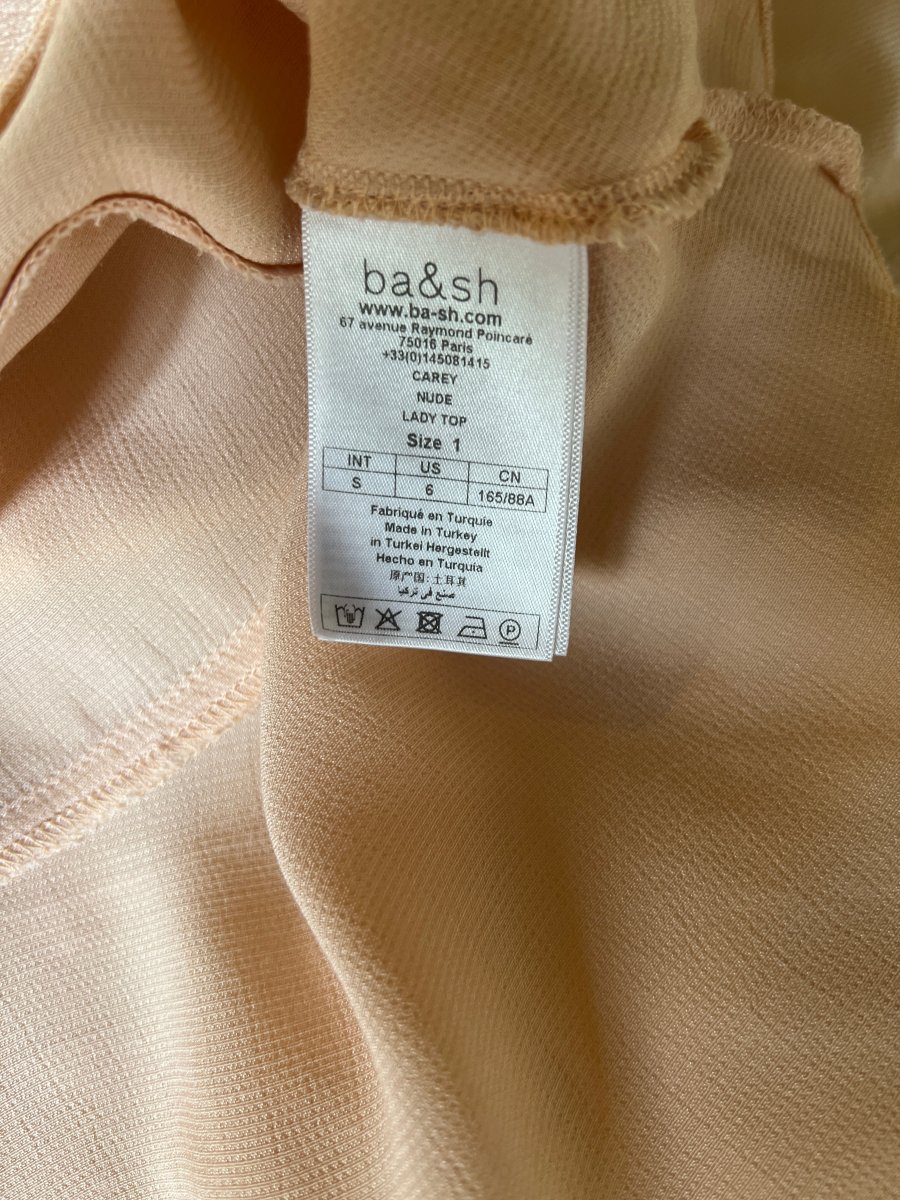 ba&sh
www.ba-sh.com
67 avenue Raymond Poincaré
75016 Paris
+33(0)145081415
CAREY
NUDE
LADY TOP
Size 1
INT US CN
S 6 165/88A
Fabriqué en Turquie
Made in Turkey
in Turkei Hergestellt
Hecho en Turquía
原产国: 土耳其
صنع في تركيا
P